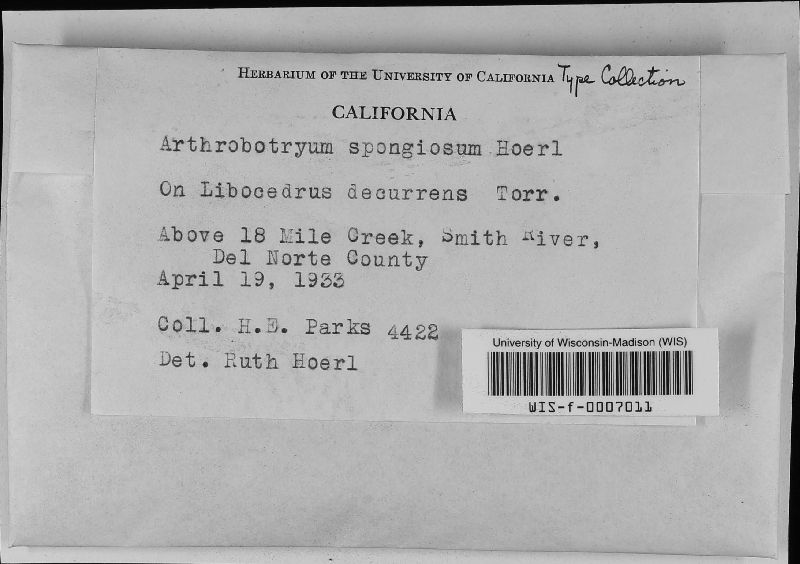 HERBARIUM OF THE UNIVERSITY OF CALIFORNIA Type Collection
CALIFORNIA
Arthrobotryum spongiosum Hoerl
On Libocedrus decurrens Torr.
Above 18 Mile Creek, Smith River,
Del Norte County
April 19, 1933
Coll. H.E. Parks 4422
Det. Ruth Hoerl
University of Wisconsin-Madison (WIS)
WIS-f-0007011